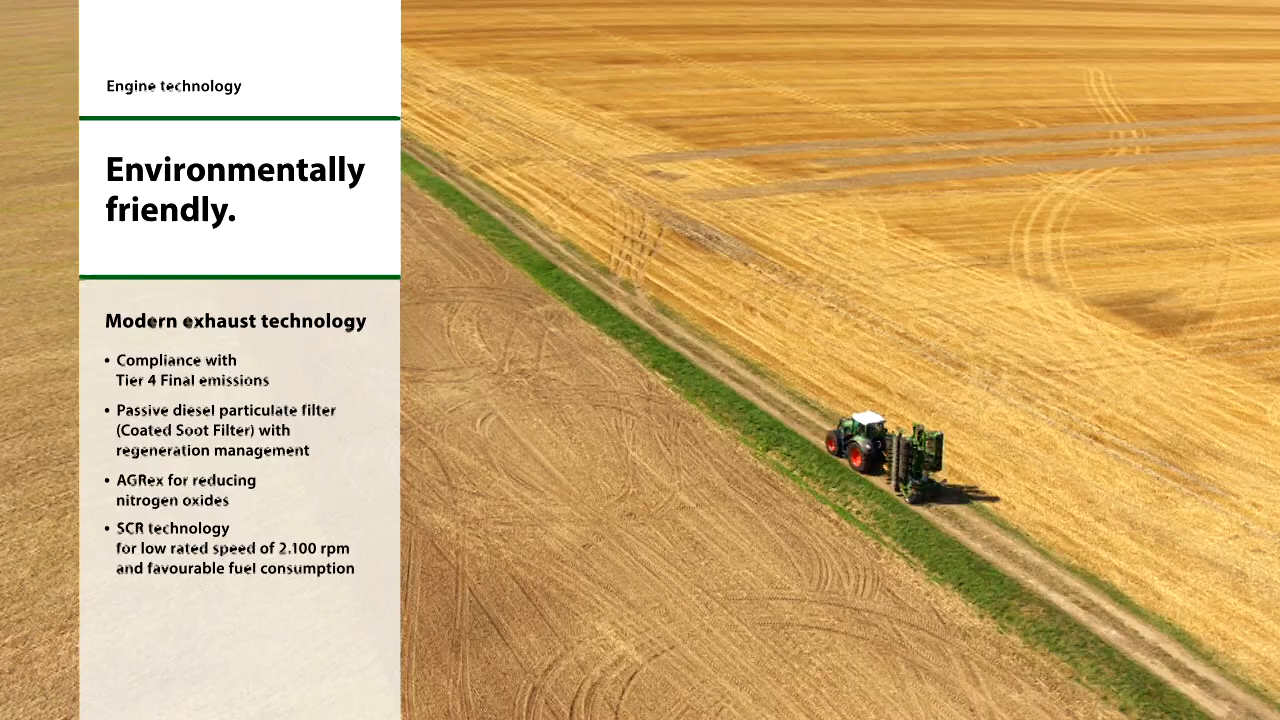 Engine technology
Environmentally
friendly.
Modern exhaust technology
• Compliance with
Tier 4 Final emissions
• Passive diesel particulate filter
(Coated Soot Filter) with
regeneration management
• AGRex for reducing
nitrogen oxides
• SCR technology
for low rated speed of 2.100 rpm
and favourable fuel consumption